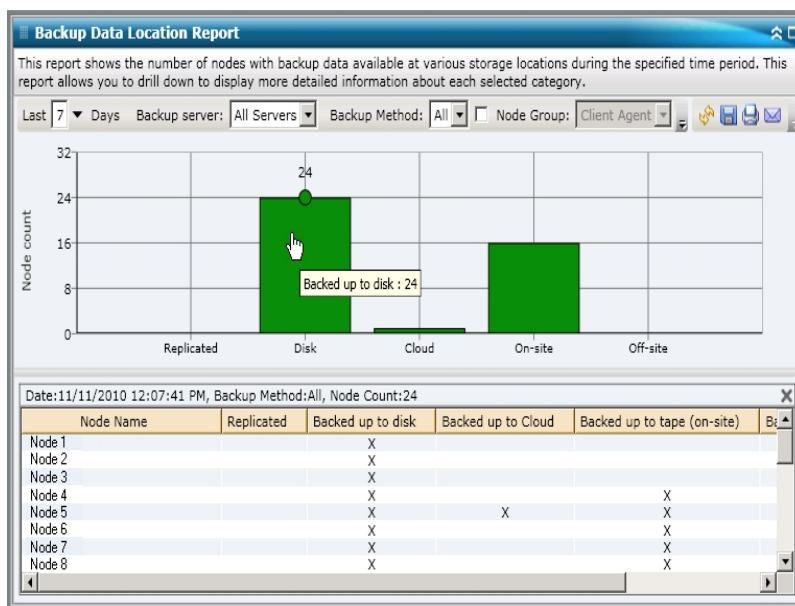 Backup Data Location Report
This report shows the number of nodes with backup data available at various storage locations during the specified time period. This
report allows you to drill down to display more detailed information about each selected category.
Last 7 Days Backup server: All Servers Backup Method: All Node Group: Client Agent
32
24
24
16
8
0
Node count
Backed up to disk : 24
Replicated Disk Cloud On-site Off-site
Date:11/11/2010 12:07:41 PM, Backup Method:All, Node Count:24
Node Name Replicated Backed up to disk Backed up to Cloud Backed up to tape (on-site)
Node 1 X
Node 2 X
Node 3 X
Node 4 X X
Node 5 X X X
Node 6 X X
Node 7 X X
Node 8 X X